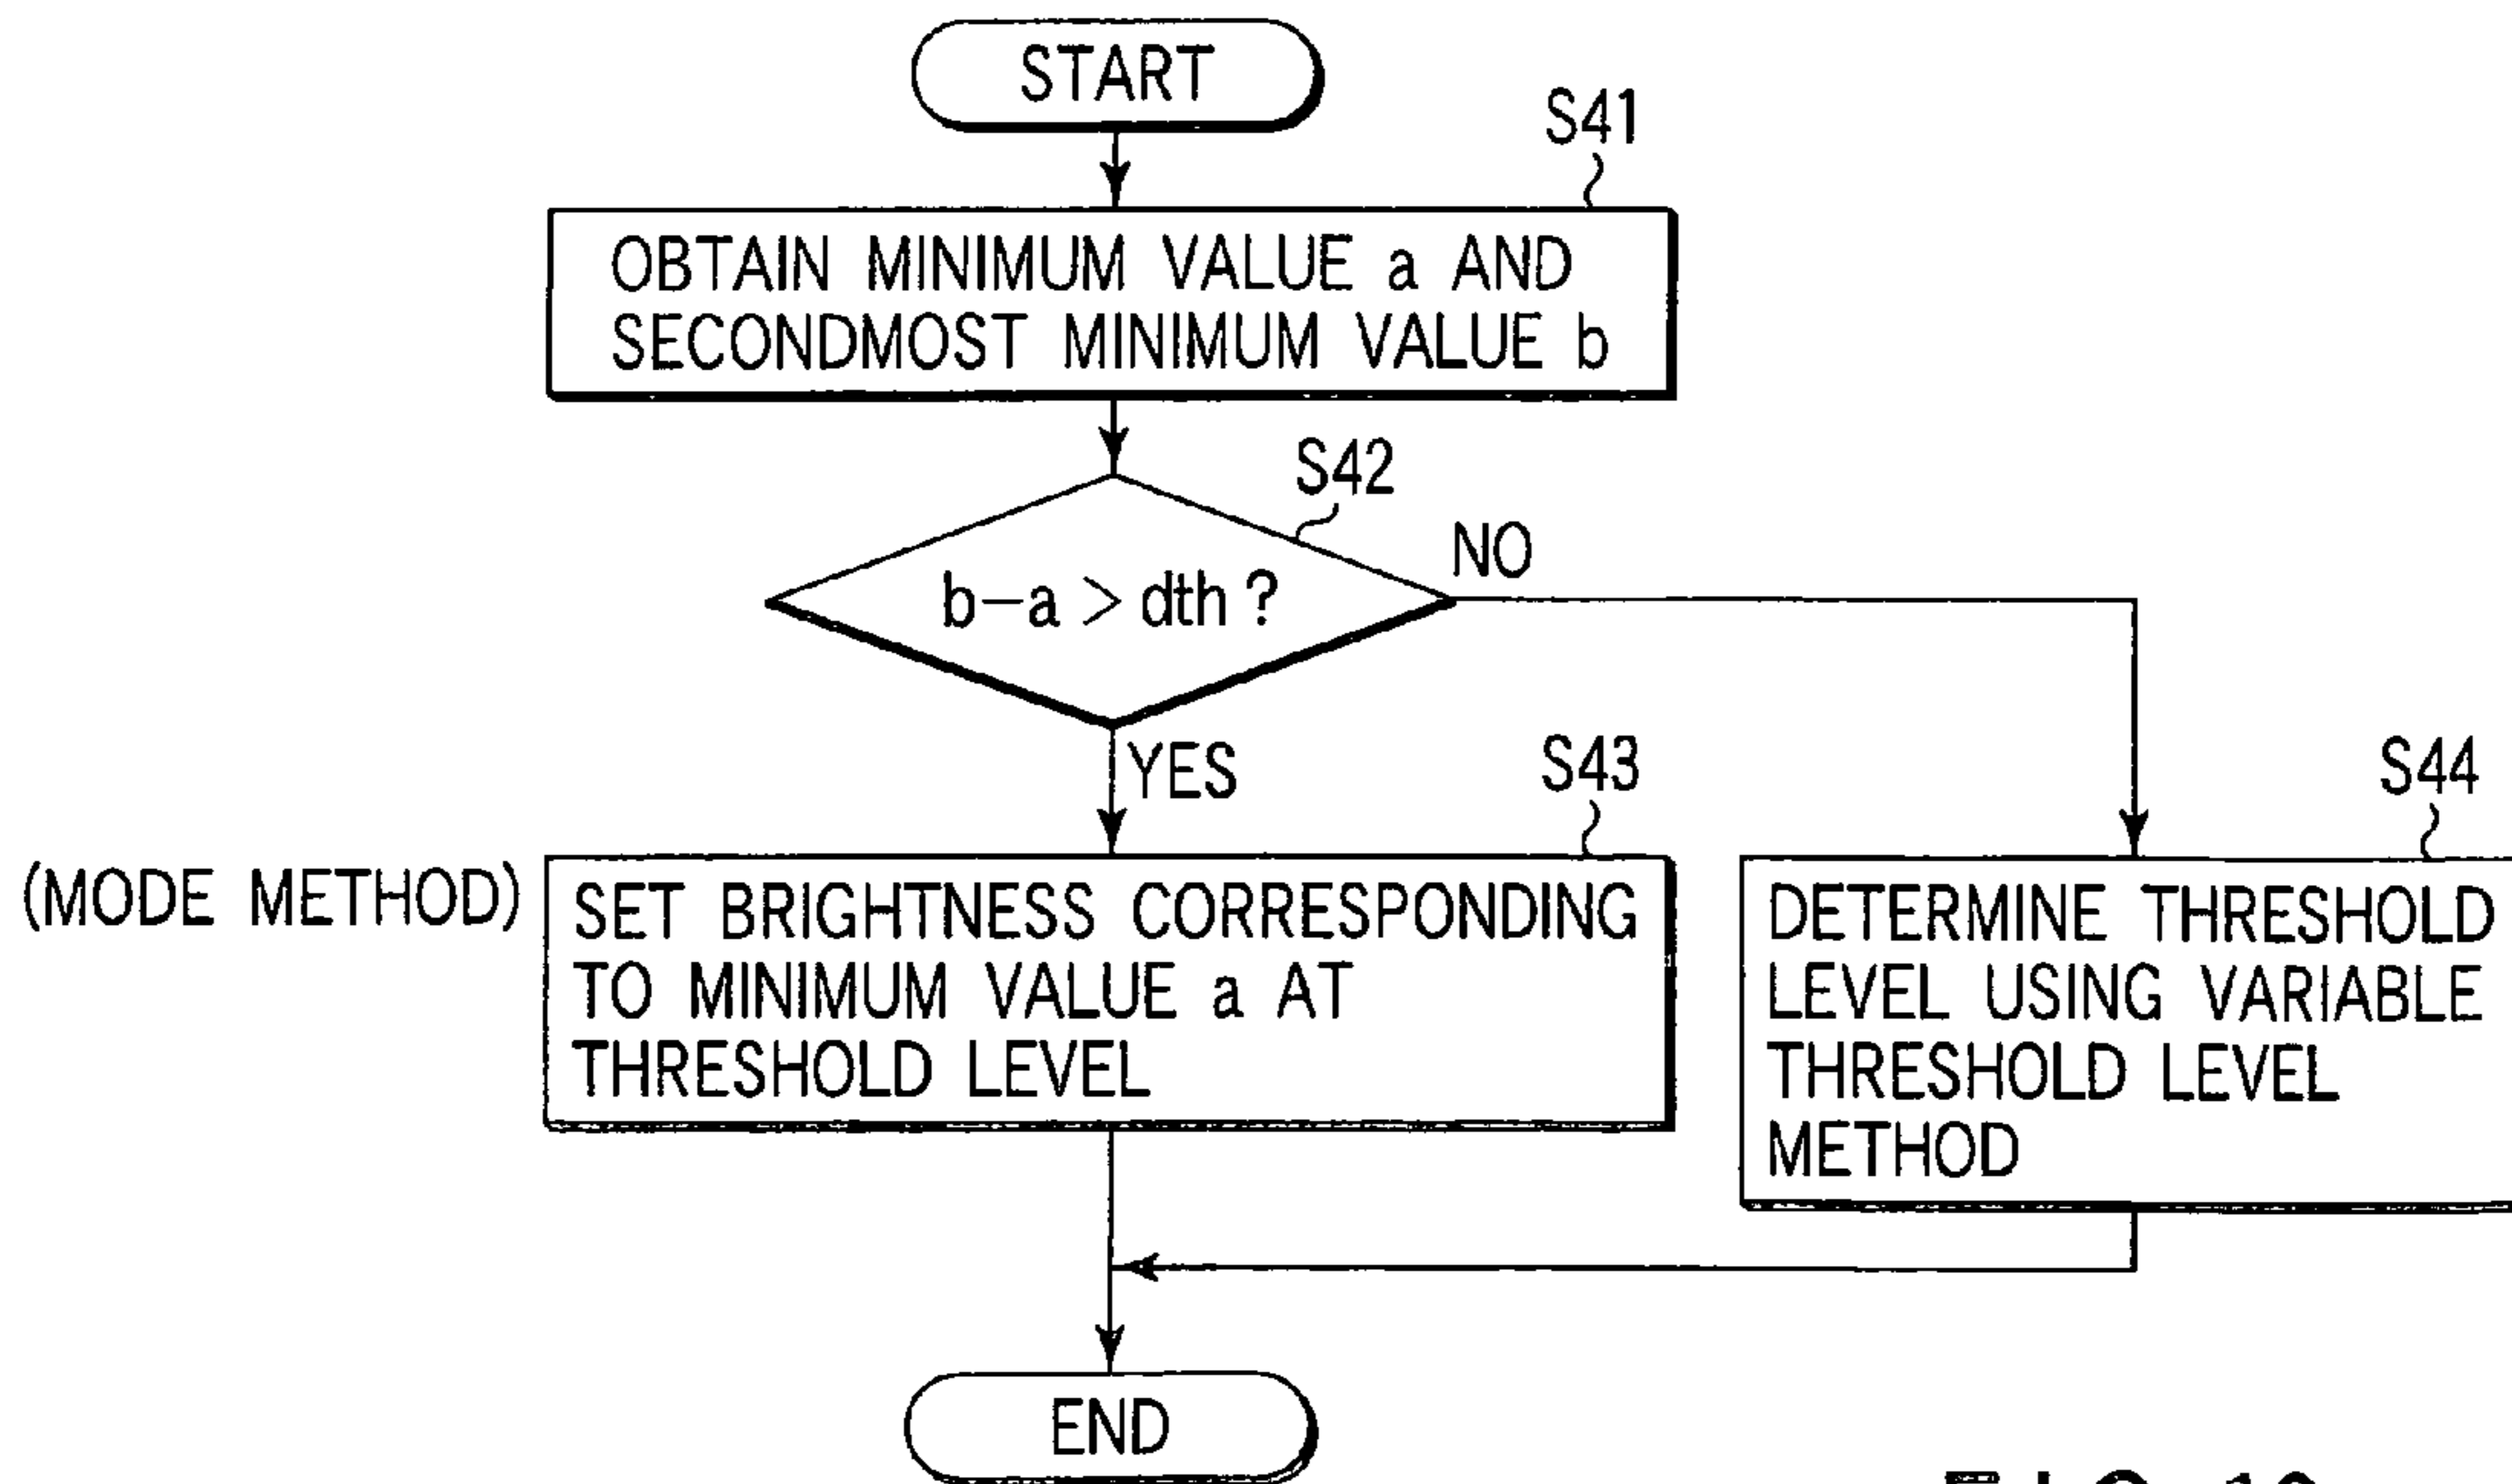 START
S41
OBTAIN MINIMUM VALUE a AND
SECONDMOST MINIMUM VALUE b
S42
b-a > dth ?
NO
YES
S43
S44
(MODE METHOD)
SET BRIGHTNESS CORRESPONDING
TO MINIMUM VALUE a AT
THRESHOLD LEVEL
DETERMINE THRESHOLD
LEVEL USING VARIABLE
THRESHOLD LEVEL
METHOD
END